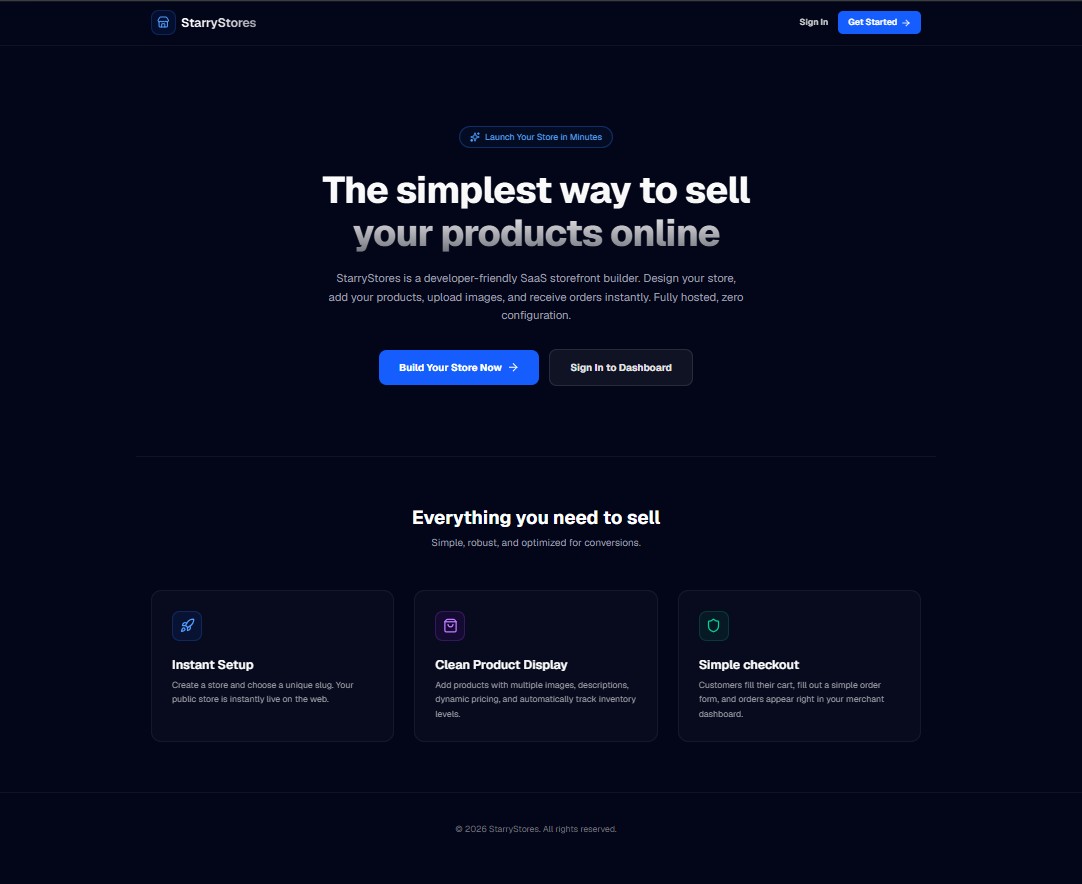 StarryStores
Sign In
Get Started
Launch Your Store in Minutes
The simplest way to sell
your products online
StarryStores is a developer-friendly SaaS storefront builder. Design your store,
add your products, upload images, and receive orders instantly. Fully hosted, zero
configuration.
Build Your Store Now
Sign In to Dashboard
Everything you need to sell
Simple, robust, and optimized for conversions.
Instant Setup
Create a store and choose a unique slug. Your
public store is instantly live on the web.
Clean Product Display
Add products with multiple images, descriptions,
dynamic pricing, and automatically track inventory
levels.
Simple checkout
Customers fill their cart, fill out a simple order
form, and orders appear right in your merchant
dashboard.
© 2026 StarryStores. All rights reserved.